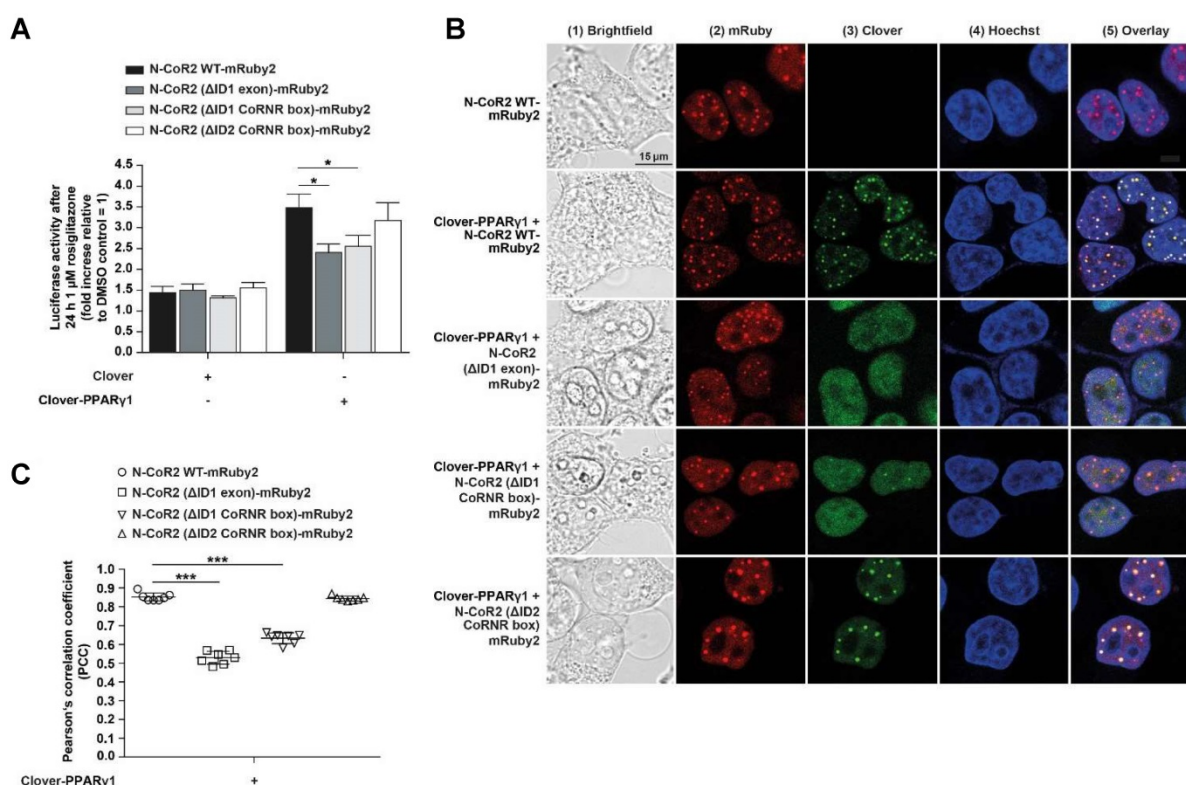 A
N-CoR2 WT-mRuby2
N-CoR2 (ΔID1 exon)-mRuby2
N-CoR2 (ΔID1 CoRNR box)-mRuby2
N-CoR2 (ΔID2 CoRNR box)-mRuby2
Luciferase activity after
24 h 1 µM rosiglitazone
(fold increase relative
to DMSO control = 1)
4.5
4.0
3.5
3.0
2.5
2.0
1.5
1.0
0.5
0.0
*
*
Clover + -
Clover-PPARγ1 - +
B
(1) Brightfield (2) mRuby (3) Clover (4) Hoechst (5) Overlay
N-CoR2 WT-
mRuby2
15 µm
Clover-PPARγ1 +
N-CoR2 WT-
mRuby2
Clover-PPARγ1 +
N-CoR2
(ΔID1 exon)-
mRuby2
Clover-PPARγ1 +
N-CoR2 (ΔID1
CoRNR box)-
mRuby2
Clover-PPARγ1 +
N-CoR2 (ΔID2
CoRNR box)
mRuby2
C
N-CoR2 WT-mRuby2
N-CoR2 (ΔID1 exon)-mRuby2
N-CoR2 (ΔID1 CoRNR box)-mRuby2
N-CoR2 (ΔID2 CoRNR box)-mRuby2
Pearson's correlation coefficient
(PCC)
1.0
0.9
0.8
0.7
0.6
0.5
0.4
0.3
0.2
0.1
0.0
***
***
Clover-PPARγ1 +